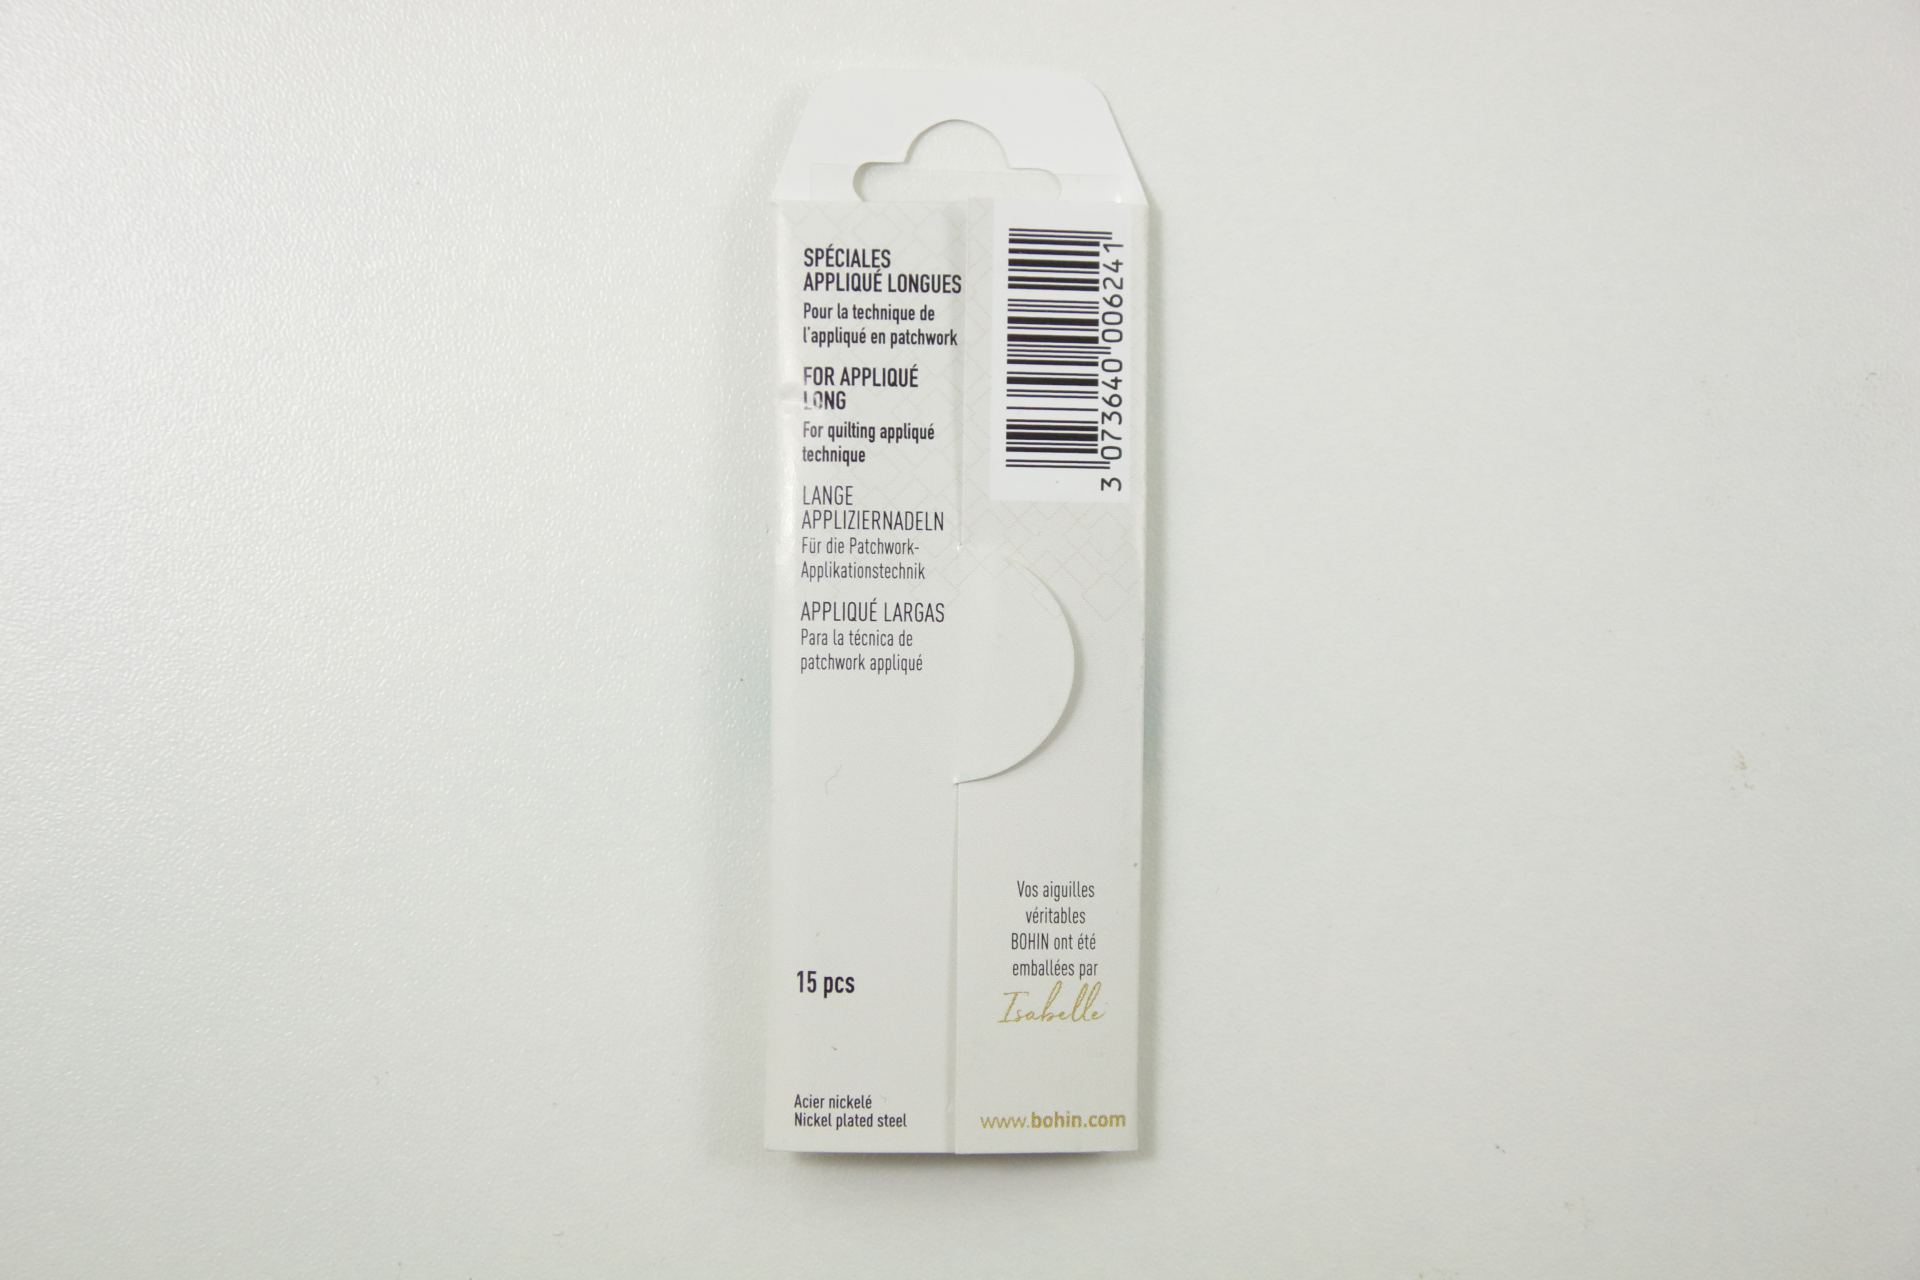 SPÉCIALES
APPLIQUÉ LONGUES
Pour la technique de
l'appliqué en patchwork
FOR APPLIQUÉ
LONG
For quilting appliqué
technique
LANGE
APPLIZIERNADELN
Für die Patchwork-
Applikationstechnik
APPLIQUÉ LARGAS
Para la técnica de
patchwork appliqué
15 pcs
Acier nickelé
Nickel plated steel
3 073640 006241
Vos aiguilles
véritables
BOHIN ont été
emballées par
Isabelle
www.bohin.com